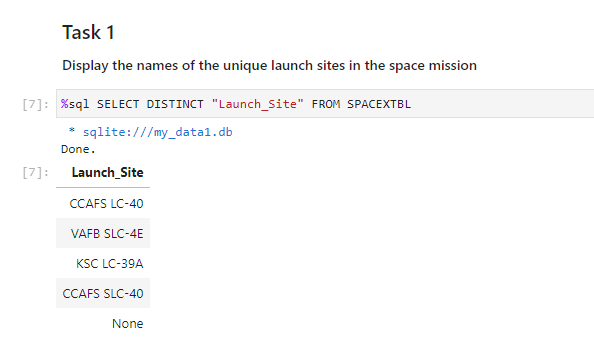 Task 1
Display the names of the unique launch sites in the space mission
[7]: %sql SELECT DISTINCT "Launch_Site" FROM SPACEXTBL
* sqlite:///my_data1.db
Done.
[7]: Launch_Site
CCAFS LC-40
VAFB SLC-4E
KSC LC-39A
CCAFS SLC-40
None